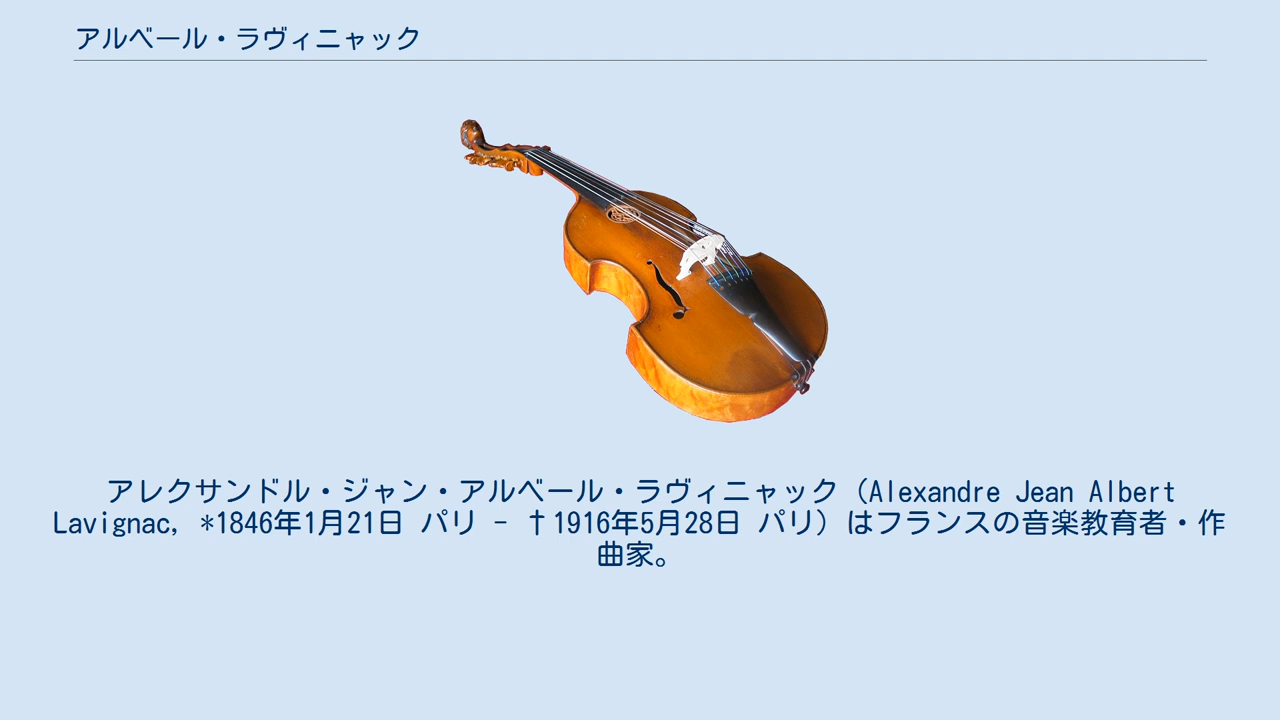 アルベール・ラヴィニャック
アレクサンドル・ジャン・アルベール・ラヴィニャック（Alexandre Jean Albert
Lavignac, *1846年1月21日 パリ - †1916年5月28日 パリ）はフランスの音楽教育者・作
曲家。